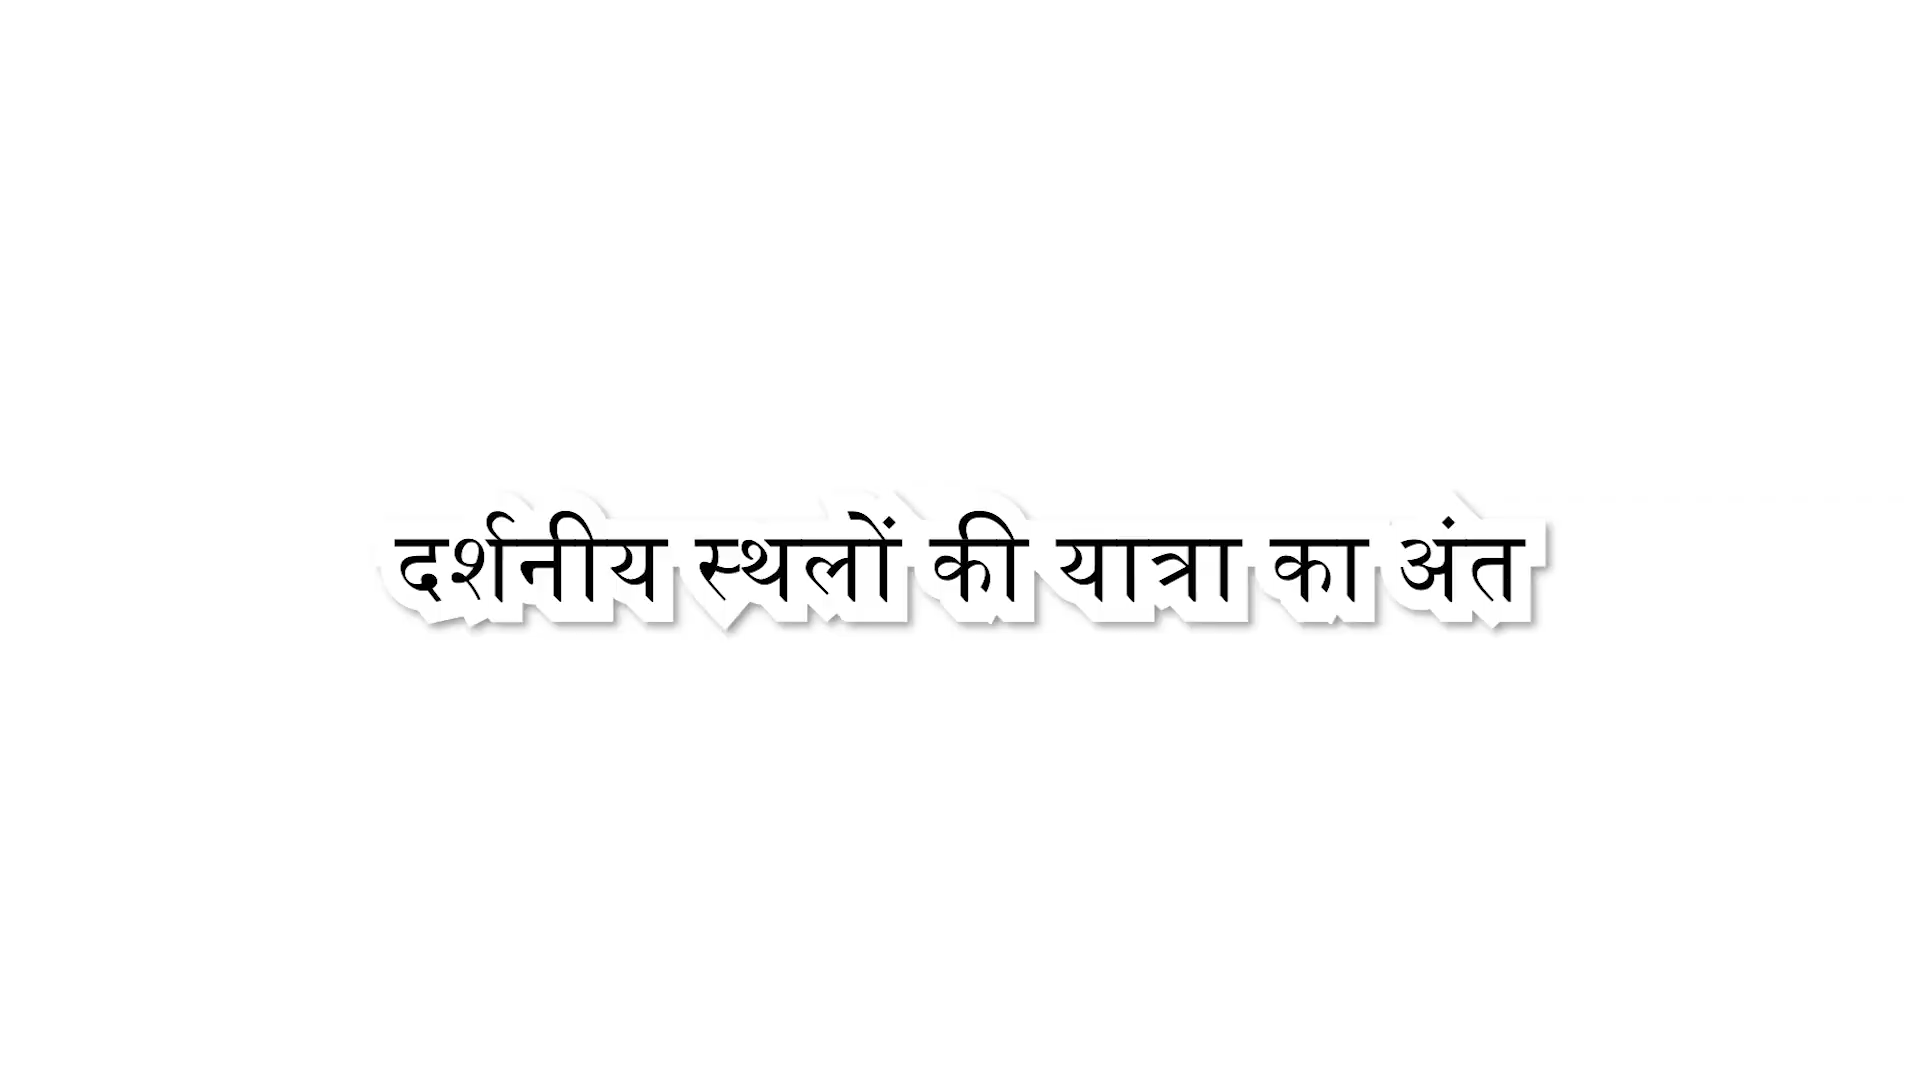 दर्शनीय स्थलों की यात्रा का अंत